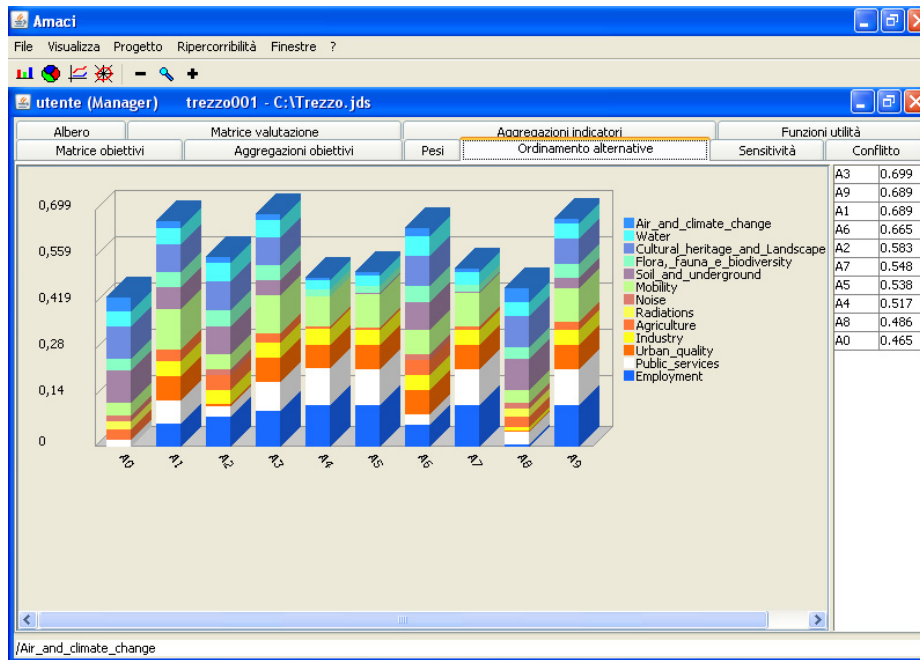 Amaci
File Visualizza Progetto Ripercorribilità Finestre ?
utente (Manager) trezzo001 - C:\Trezzo.jds
Albero Matrice valutazione Aggregazioni indicatori Funzioni utilità
Matrice obiettivi Aggregazioni obiettivi Pesi Ordinamento alternative Sensitività Conflitto
0,699
0,559
0,419
0,28
0,14
0
A0 A1 A2 A3 A4 A5 A6 A7 A8 A9
Air_and_climate_change
Water
Cultural_heritage_and_Landscape
Flora,_fauna_e_biodiversity
Soil_and_underground
Mobility
Noise
Radiations
Agriculture
Industry
Urban_quality
Public_services
Employment
A3 0.699
A9 0.689
A1 0.689
A6 0.665
A2 0.583
A7 0.548
A5 0.538
A4 0.517
A8 0.486
A0 0.465
/Air_and_climate_change